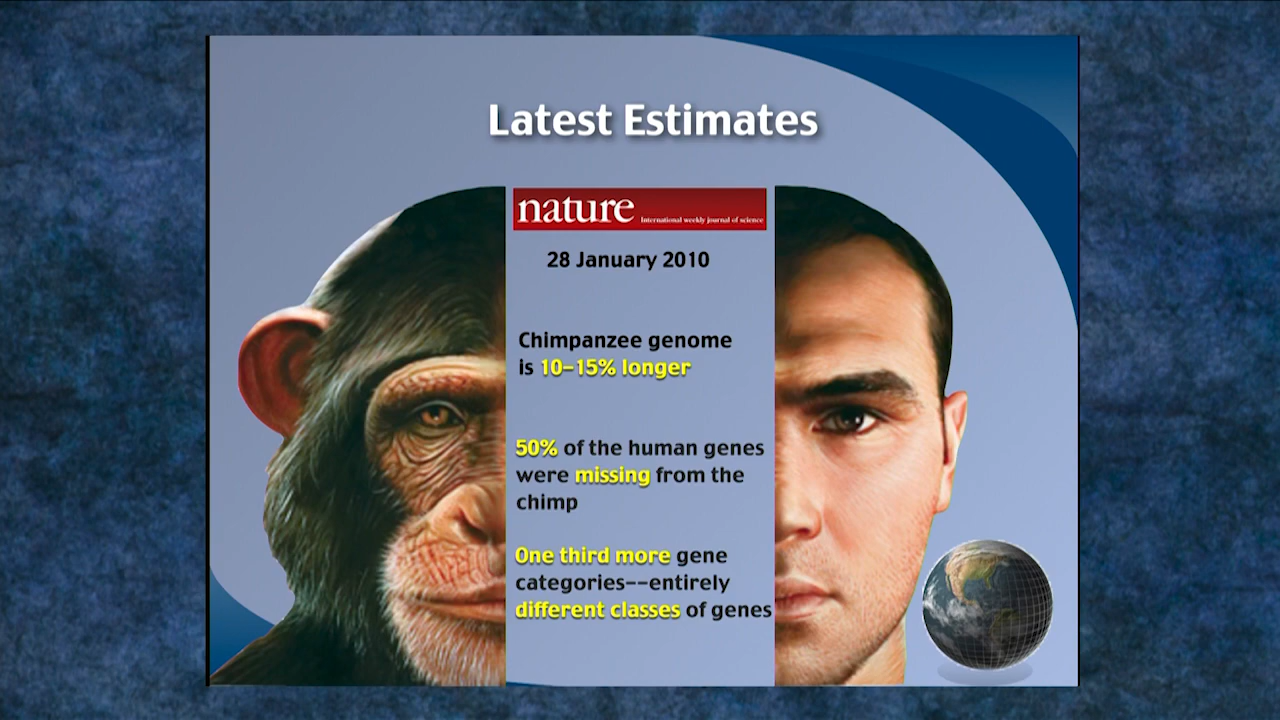 Latest Estimates
nature International weekly journal of science
28 January 2010
Chimpanzee genome
is 10–15% longer
50% of the human genes
were missing from the
chimp
One third more gene
categories––entirely
different classes of genes